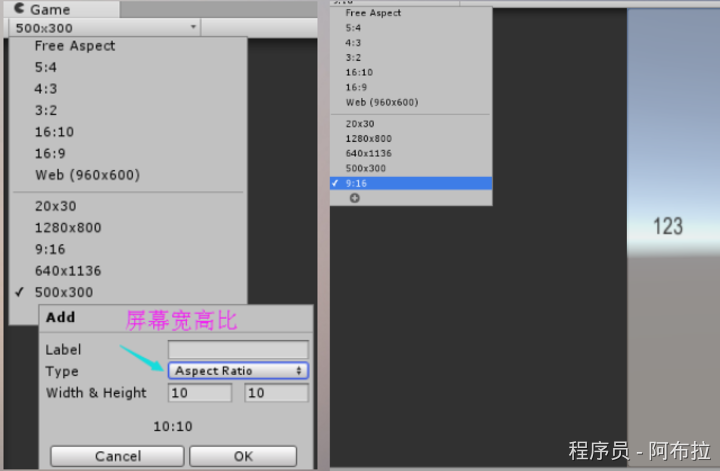 Game
500x300
Free Aspect
5:4
4:3
3:2
16:10
16:9
Web (960x600)
20x30
1280x800
9:16
640x1136
✓ 500x300
Add
屏幕宽高比
Label
Type Aspect Ratio
Width & Height 10 10
10:10
Cancel OK
Free Aspect
5:4
4:3
3:2
16:10
16:9
Web (960x600)
20x30
1280x800
640x1136
500x300
✓ 9:16
123
程序员 - 阿布拉